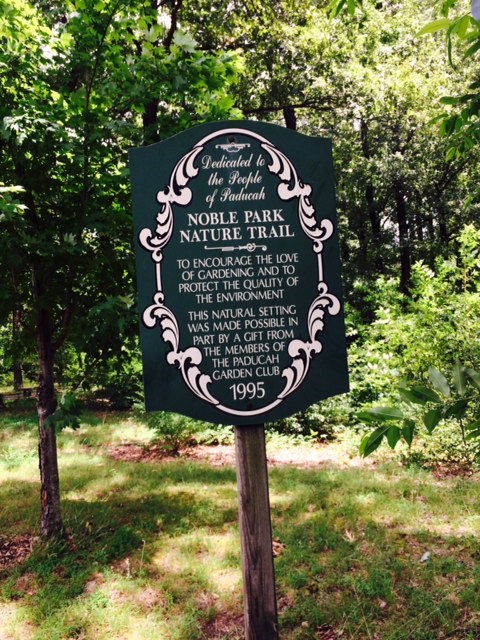 Dedicated to
the People
of Paducah
NOBLE PARK
NATURE TRAIL
TO ENCOURAGE THE LOVE
OF GARDENING AND TO
PROTECT THE QUALITY OF
THE ENVIRONMENT
THIS NATURAL SETTING
WAS MADE POSSIBLE IN
PART BY A GIFT FROM
THE MEMBERS OF
THE PADUCAH
GARDEN CLUB
1995